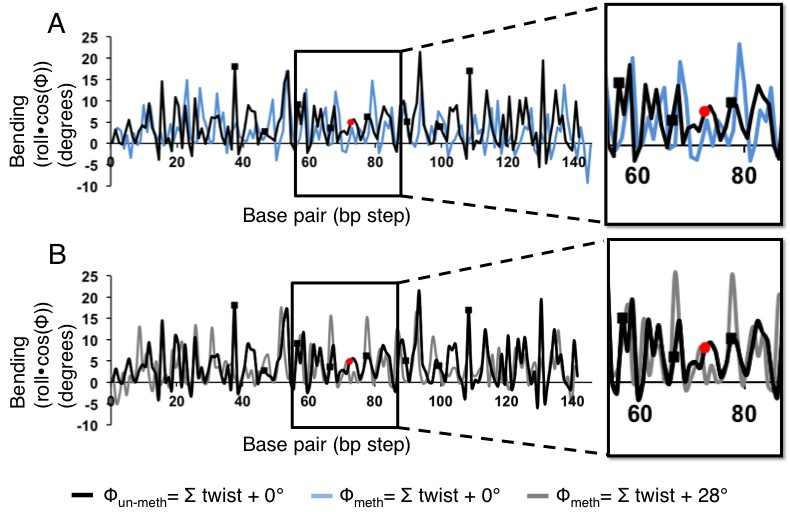 A
25
20
15
10
5
0
-5
-10
0 20 40 60 80 100 120 140
Bending
(roll•cos(Φ))
(degrees)
Base pair (bp step)
60 80
B
25
20
15
10
5
0
-5
-10
0 20 40 60 80 100 120 140
Bending
(roll•cos(Φ))
(degrees)
Base pair (bp step)
60 80
Φun-meth= Σ twist + 0° Φmeth= Σ twist + 0° Φmeth= Σ twist + 28°